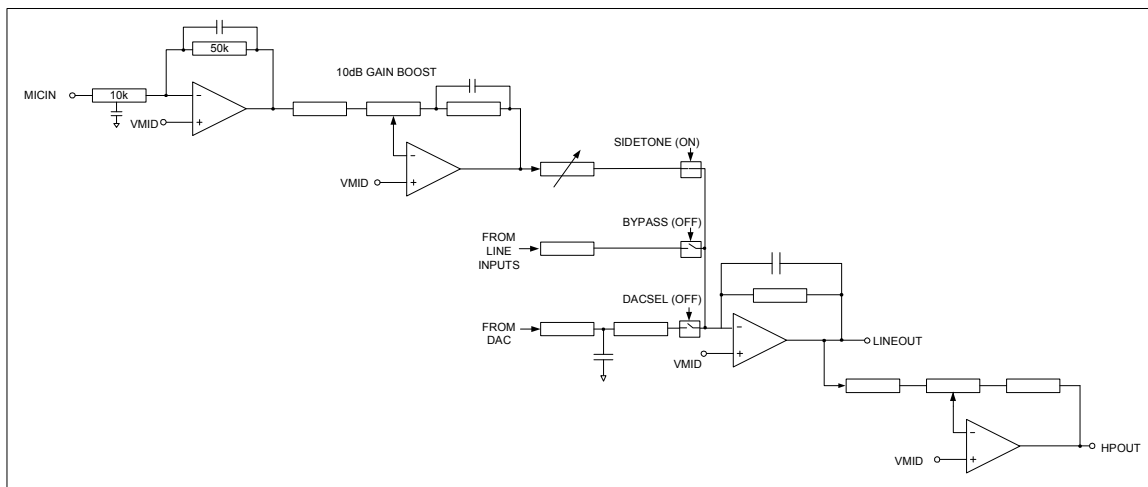 50k
10dB GAIN BOOST
MICIN
10k
VMID
SIDETONE (ON)
VMID
BYPASS (OFF)
FROM
LINE
INPUTS
DACSEL (OFF)
FROM
DAC
LINEOUT
VMID
HPOUT
VMID